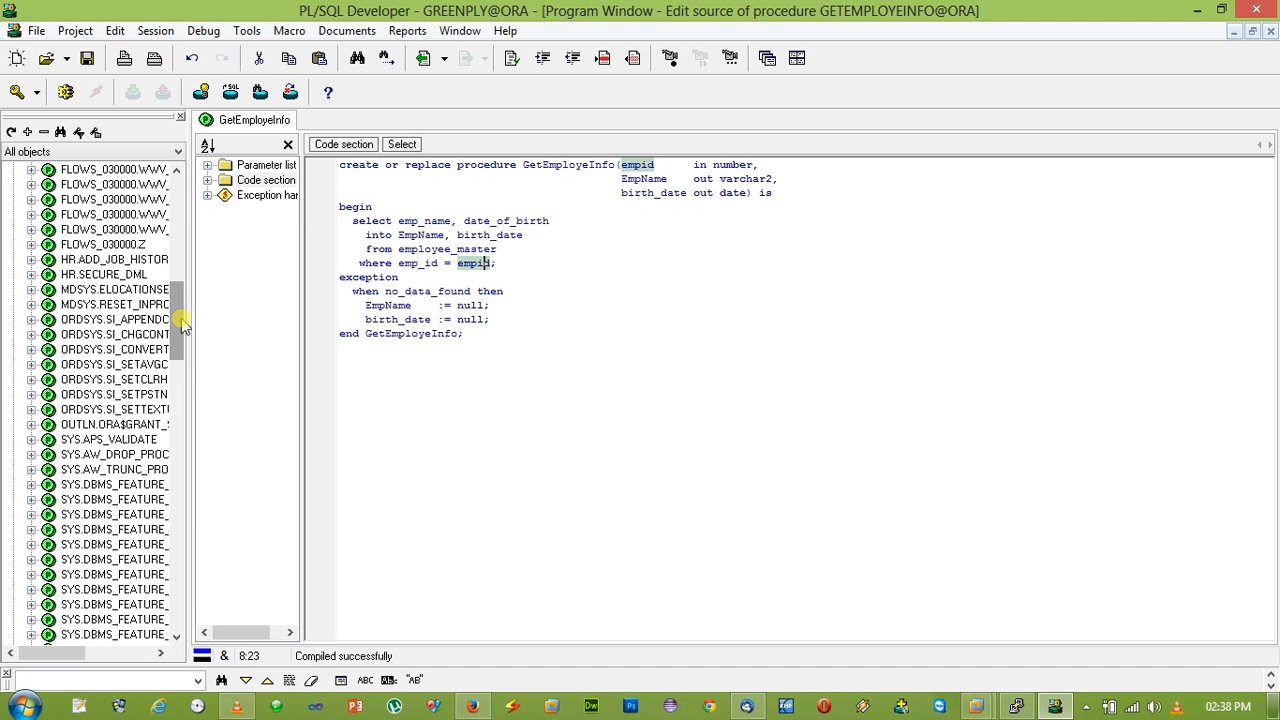 PL/SQL Developer - GREENPLY@ORA - [Program Window - Edit source of procedure GETEMPLOYEINFO@ORA]
File Project Edit Session Debug Tools Macro Documents Reports Window Help
GetEmployeInfo
All objects
Code section Select
FLOWS_030000.WWV_
FLOWS_030000.WWV_
FLOWS_030000.WWV_
FLOWS_030000.WWV_
FLOWS_030000.WWV_
FLOWS_030000.Z
HR.ADD_JOB_HISTOR
HR.SECURE_DML
MDSYS.ELOCATIONSE
MDSYS.RESET_INPRC
ORDSYS.SI_APPENDC
ORDSYS.SI_CHGCONT
ORDSYS.SI_CONVERT
ORDSYS.SI_SETAVGC
ORDSYS.SI_SETCLRH
ORDSYS.SI_SETPSTN
ORDSYS.SI_SETTEXTU
OUTLN.ORA$GRANT_S
SYS.APS_VALIDATE
SYS.AW_DROP_PROC
SYS.AW_TRUNC_PRO
SYS.DBMS_FEATURE_
SYS.DBMS_FEATURE_
SYS.DBMS_FEATURE_
SYS.DBMS_FEATURE_
SYS.DBMS_FEATURE_
SYS.DBMS_FEATURE_
SYS.DBMS_FEATURE_
SYS.DBMS_FEATURE_
SYS.DBMS_FEATURE_
SYS.DBMS_FEATURE_
SYS.DBMS_FEATURE_
Parameter list
Code section
Exception har
create or replace procedure GetEmployeInfo(empid in number,
EmpName out varchar2,
birth_date out date) is
begin
select emp_name, date_of_birth
into EmpName, birth_date
from employee_master
where emp_id = empid;
exception
when no_data_found then
EmpName := null;
birth_date := null;
end GetEmployeInfo;
& 8:23 Compiled successfully
ABC "AB"
02:38 PM